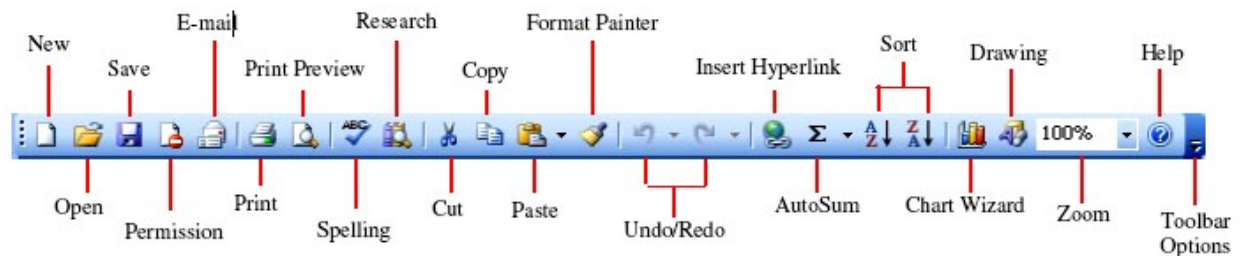 E-mail
Research
Format Painter
New
Sort
Save
Print Preview
Copy
Insert Hyperlink
Drawing
Help
ABC
Σ
A
Z
Z
A
100%
?
Open
Print
Cut
Paste
AutoSum
Chart Wizard
Zoom
Permission
Spelling
Undo/Redo
Toolbar
Options